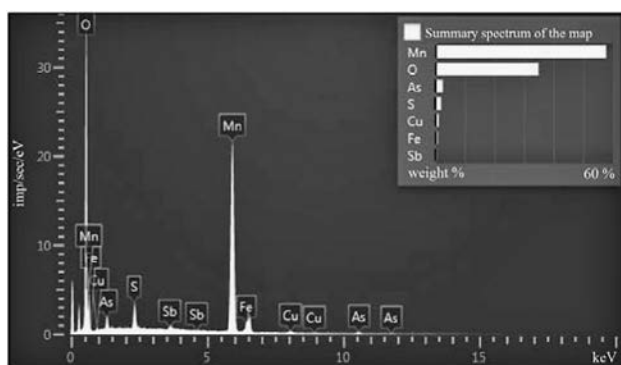 Summary spectrum of the map
Mn
O
As
S
Cu
Fe
Sb
weight % 60 %
imp/sec/eV
30
20
10
0
O
Mn
Fe
Cu
As
S
Sb
Sb
Mn
Fe
Cu
Cu
As
As
0 5 10 15 keV